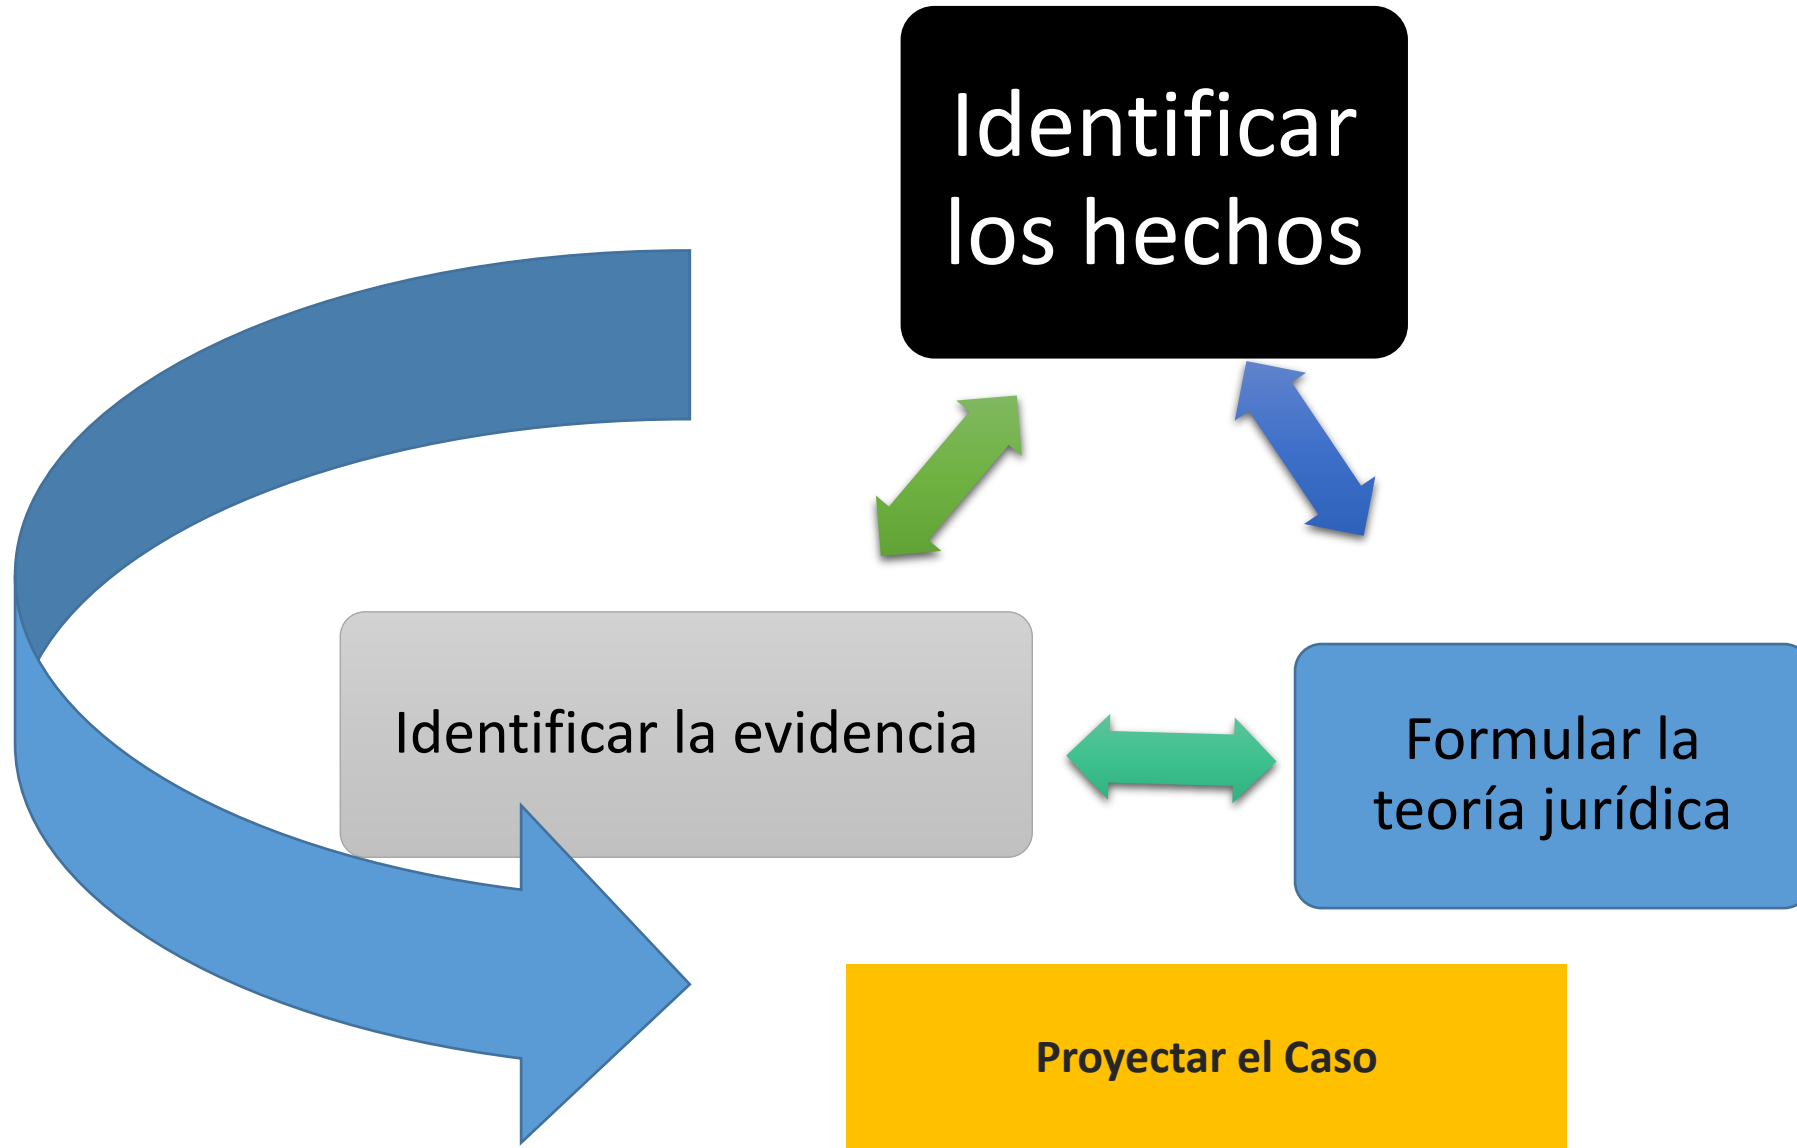 Identificar
los hechos
Identificar la evidencia
Formular la
teoría jurídica
Proyectar el Caso